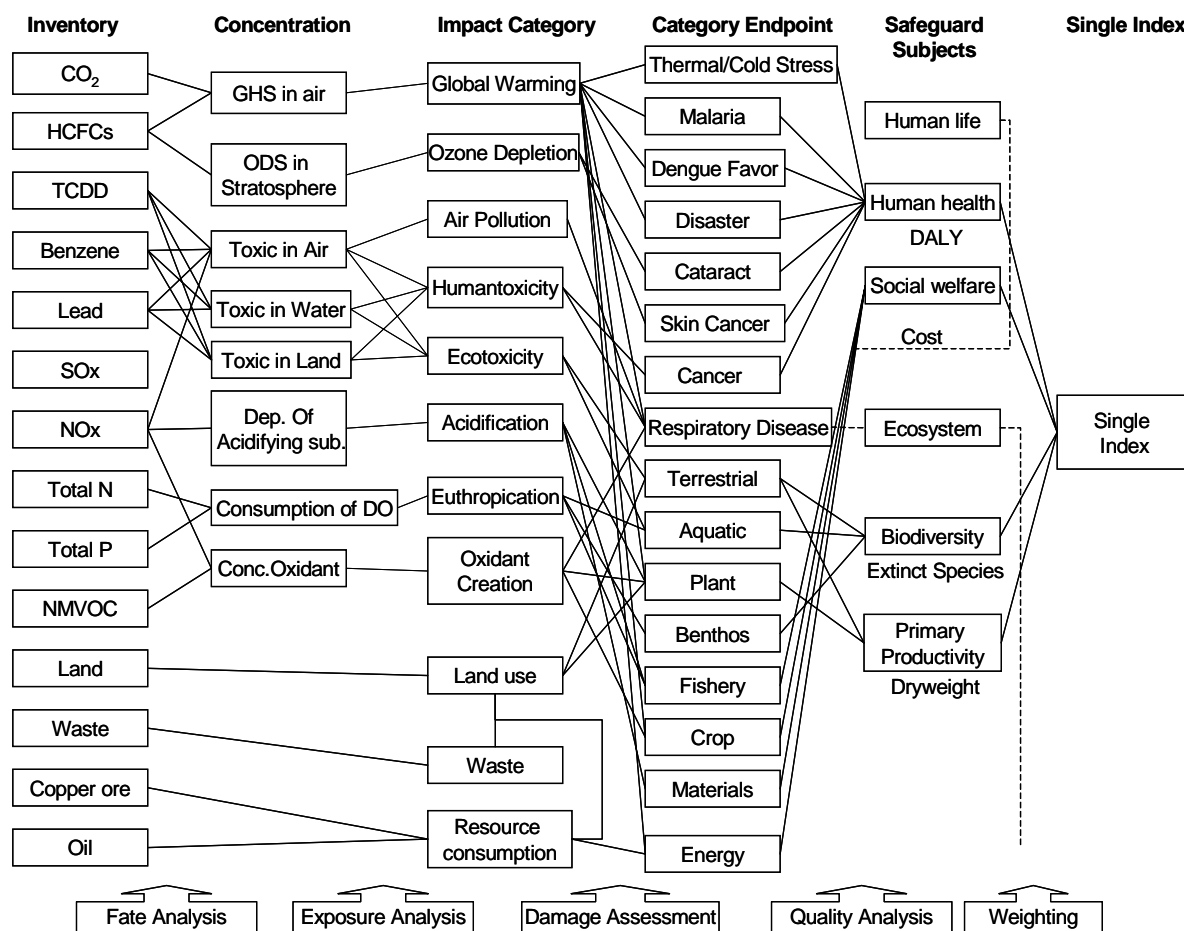 Inventory
Concentration
Impact Category
Category Endpoint
Safeguard
Subjects
Single Index
CO2
HCFCs
TCDD
Benzene
Lead
SOx
NOx
Total N
Total P
NMVOC
Land
Waste
Copper ore
Oil
GHS in air
ODS in
Stratosphere
Toxic in Air
Toxic in Water
Toxic in Land
Dep. Of
Acidifying sub.
Consumption of DO
Conc.Oxidant
Global Warming
Ozone Depletion
Air Pollution
Humantoxicity
Ecotoxicity
Acidification
Euthropication
Oxidant
Creation
Land use
Waste
Resource
consumption
Thermal/Cold Stress
Malaria
Dengue Favor
Disaster
Cataract
Skin Cancer
Cancer
Respiratory Disease
Terrestrial
Aquatic
Plant
Benthos
Fishery
Crop
Materials
Energy
Human life
Human health
DALY
Social welfare
Cost
Ecosystem
Biodiversity
Extinct Species
Primary
Productivity
Dryweight
Single
Index
Fate Analysis
Exposure Analysis
Damage Assessment
Quality Analysis
Weighting